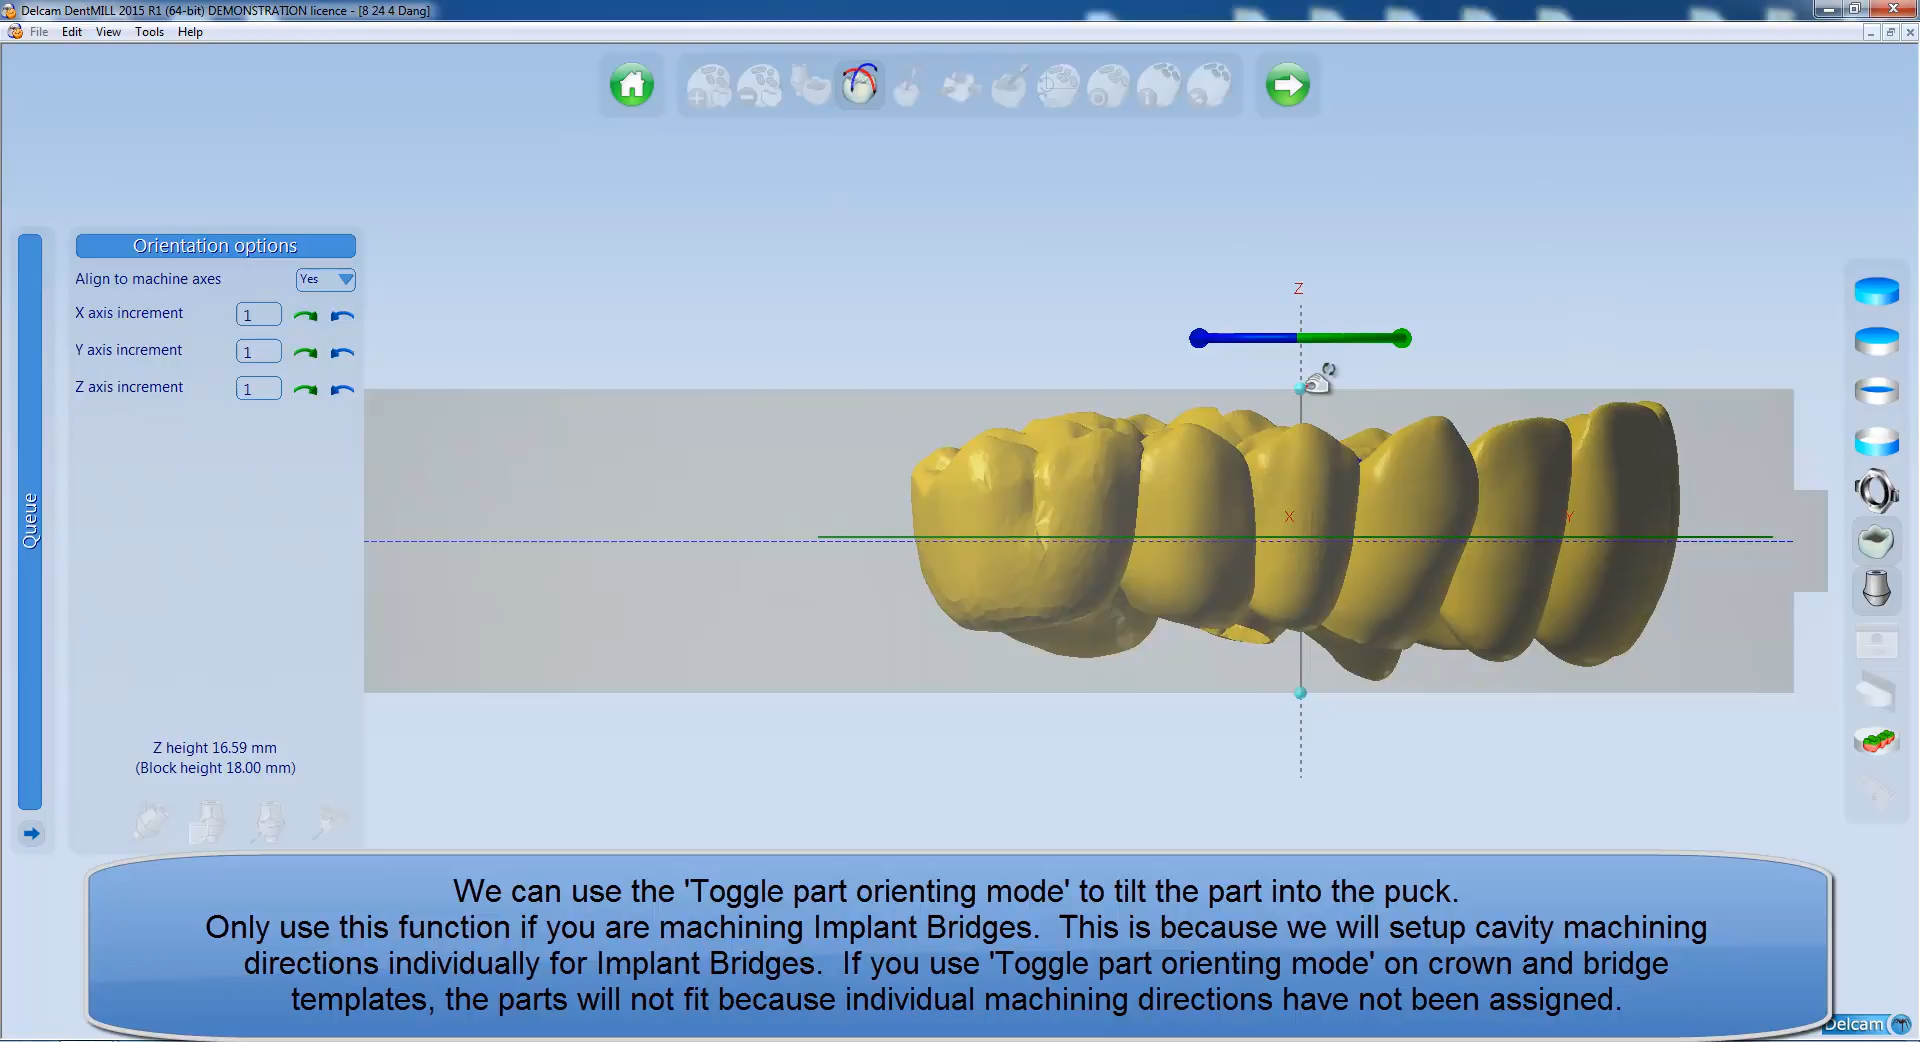 Delcam DentMILL 2015 R1 (64-bit) DEMONSTRATION licence - [8 24 4 Dang]
File Edit View Tools Help
Orientation options
Align to machine axes Yes
X axis increment 1
Y axis increment 1
Z axis increment 1
Queue
Z
X Y
Z height 16.59 mm
(Block height 18.00 mm)
We can use the 'Toggle part orienting mode' to tilt the part into the puck.
Only use this function if you are machining Implant Bridges.  This is because we will setup cavity machining
directions individually for Implant Bridges.  If you use 'Toggle part orienting mode' on crown and bridge
templates, the parts will not fit because individual machining directions have not been assigned.
Delcam